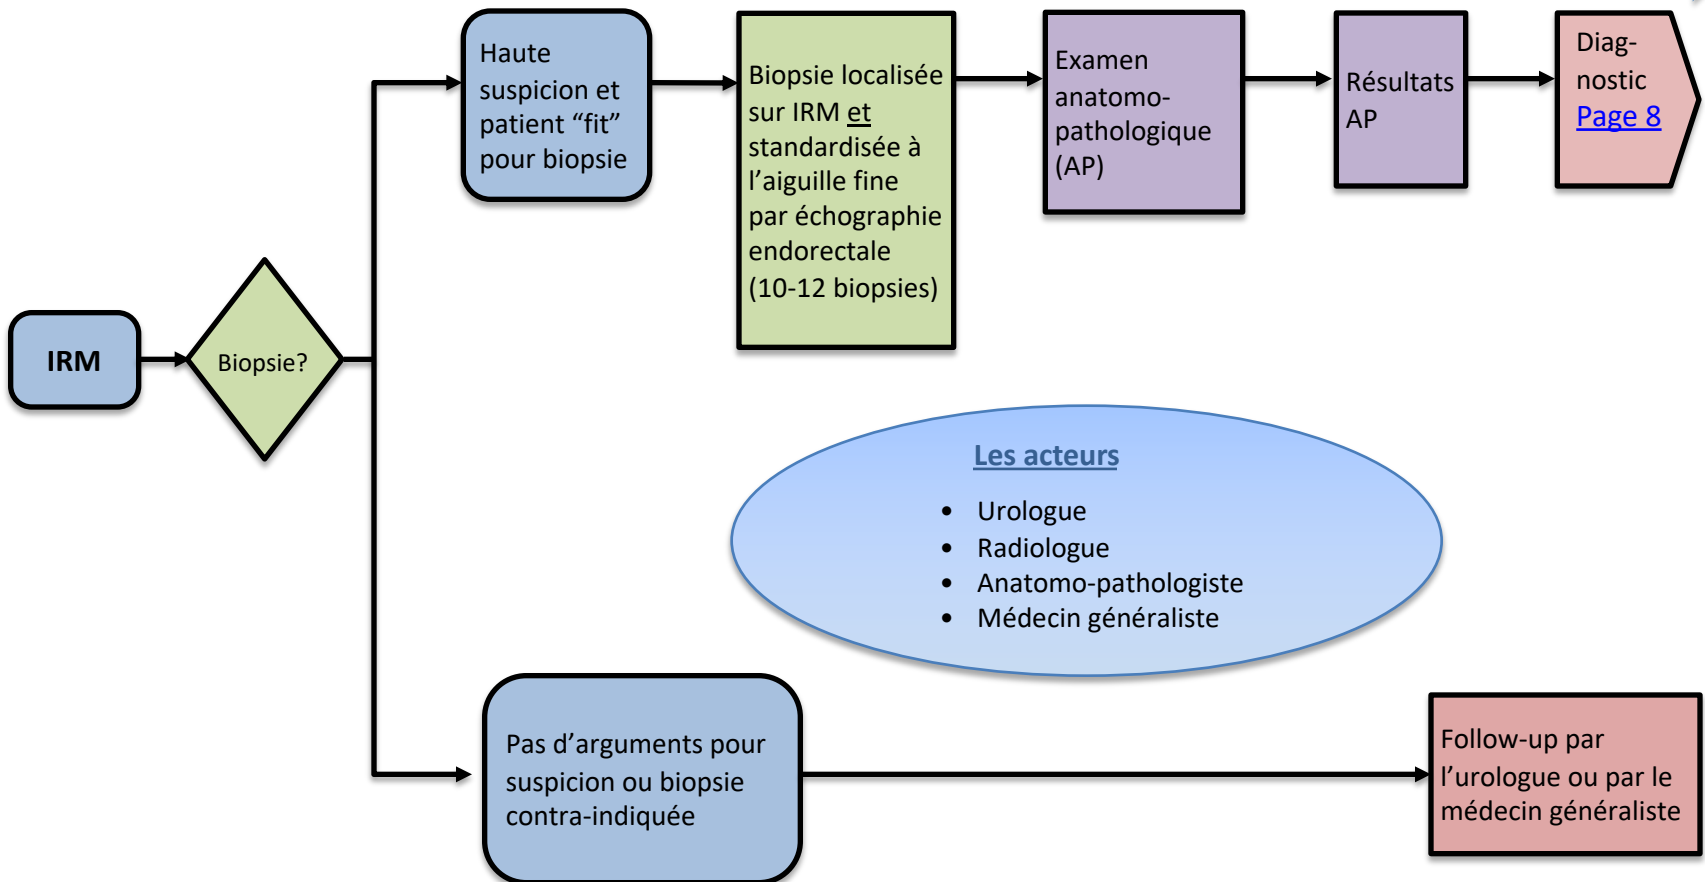 IRM
Biopsie?
Haute
suspicion et
patient “fit”
pour biopsie
Biopsie localisée
sur IRM et
standardisée à
l’aiguille fine
par échographie
endorectale
(10-12 biopsies)
Examen
anatomo-
pathologique
(AP)
Résultats
AP
Diag-
nostic
Page 8
Les acteurs
• Urologue
• Radiologue
• Anatomo-pathologiste
• Médecin généraliste
Pas d’arguments pour
suspicion ou biopsie
contra-indiquée
Follow-up par
l’urologue ou par le
médecin généraliste